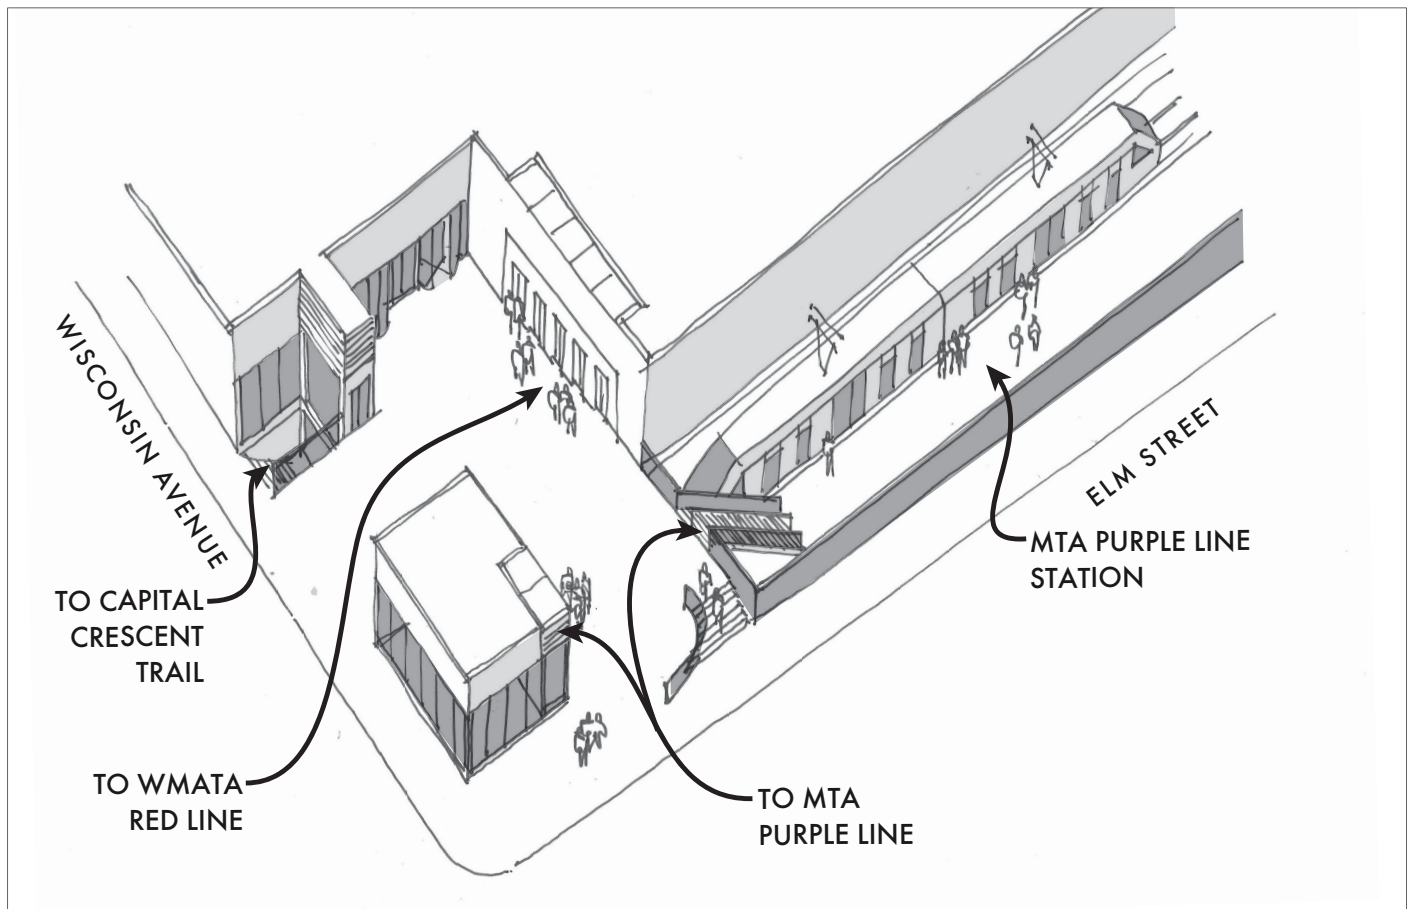 WISCONSIN AVENUE
ELM STREET
MTA PURPLE LINE
STATION
TO CAPITAL
CRESCENT
TRAIL
TO WMATA
RED LINE
TO MTA
PURPLE LINE